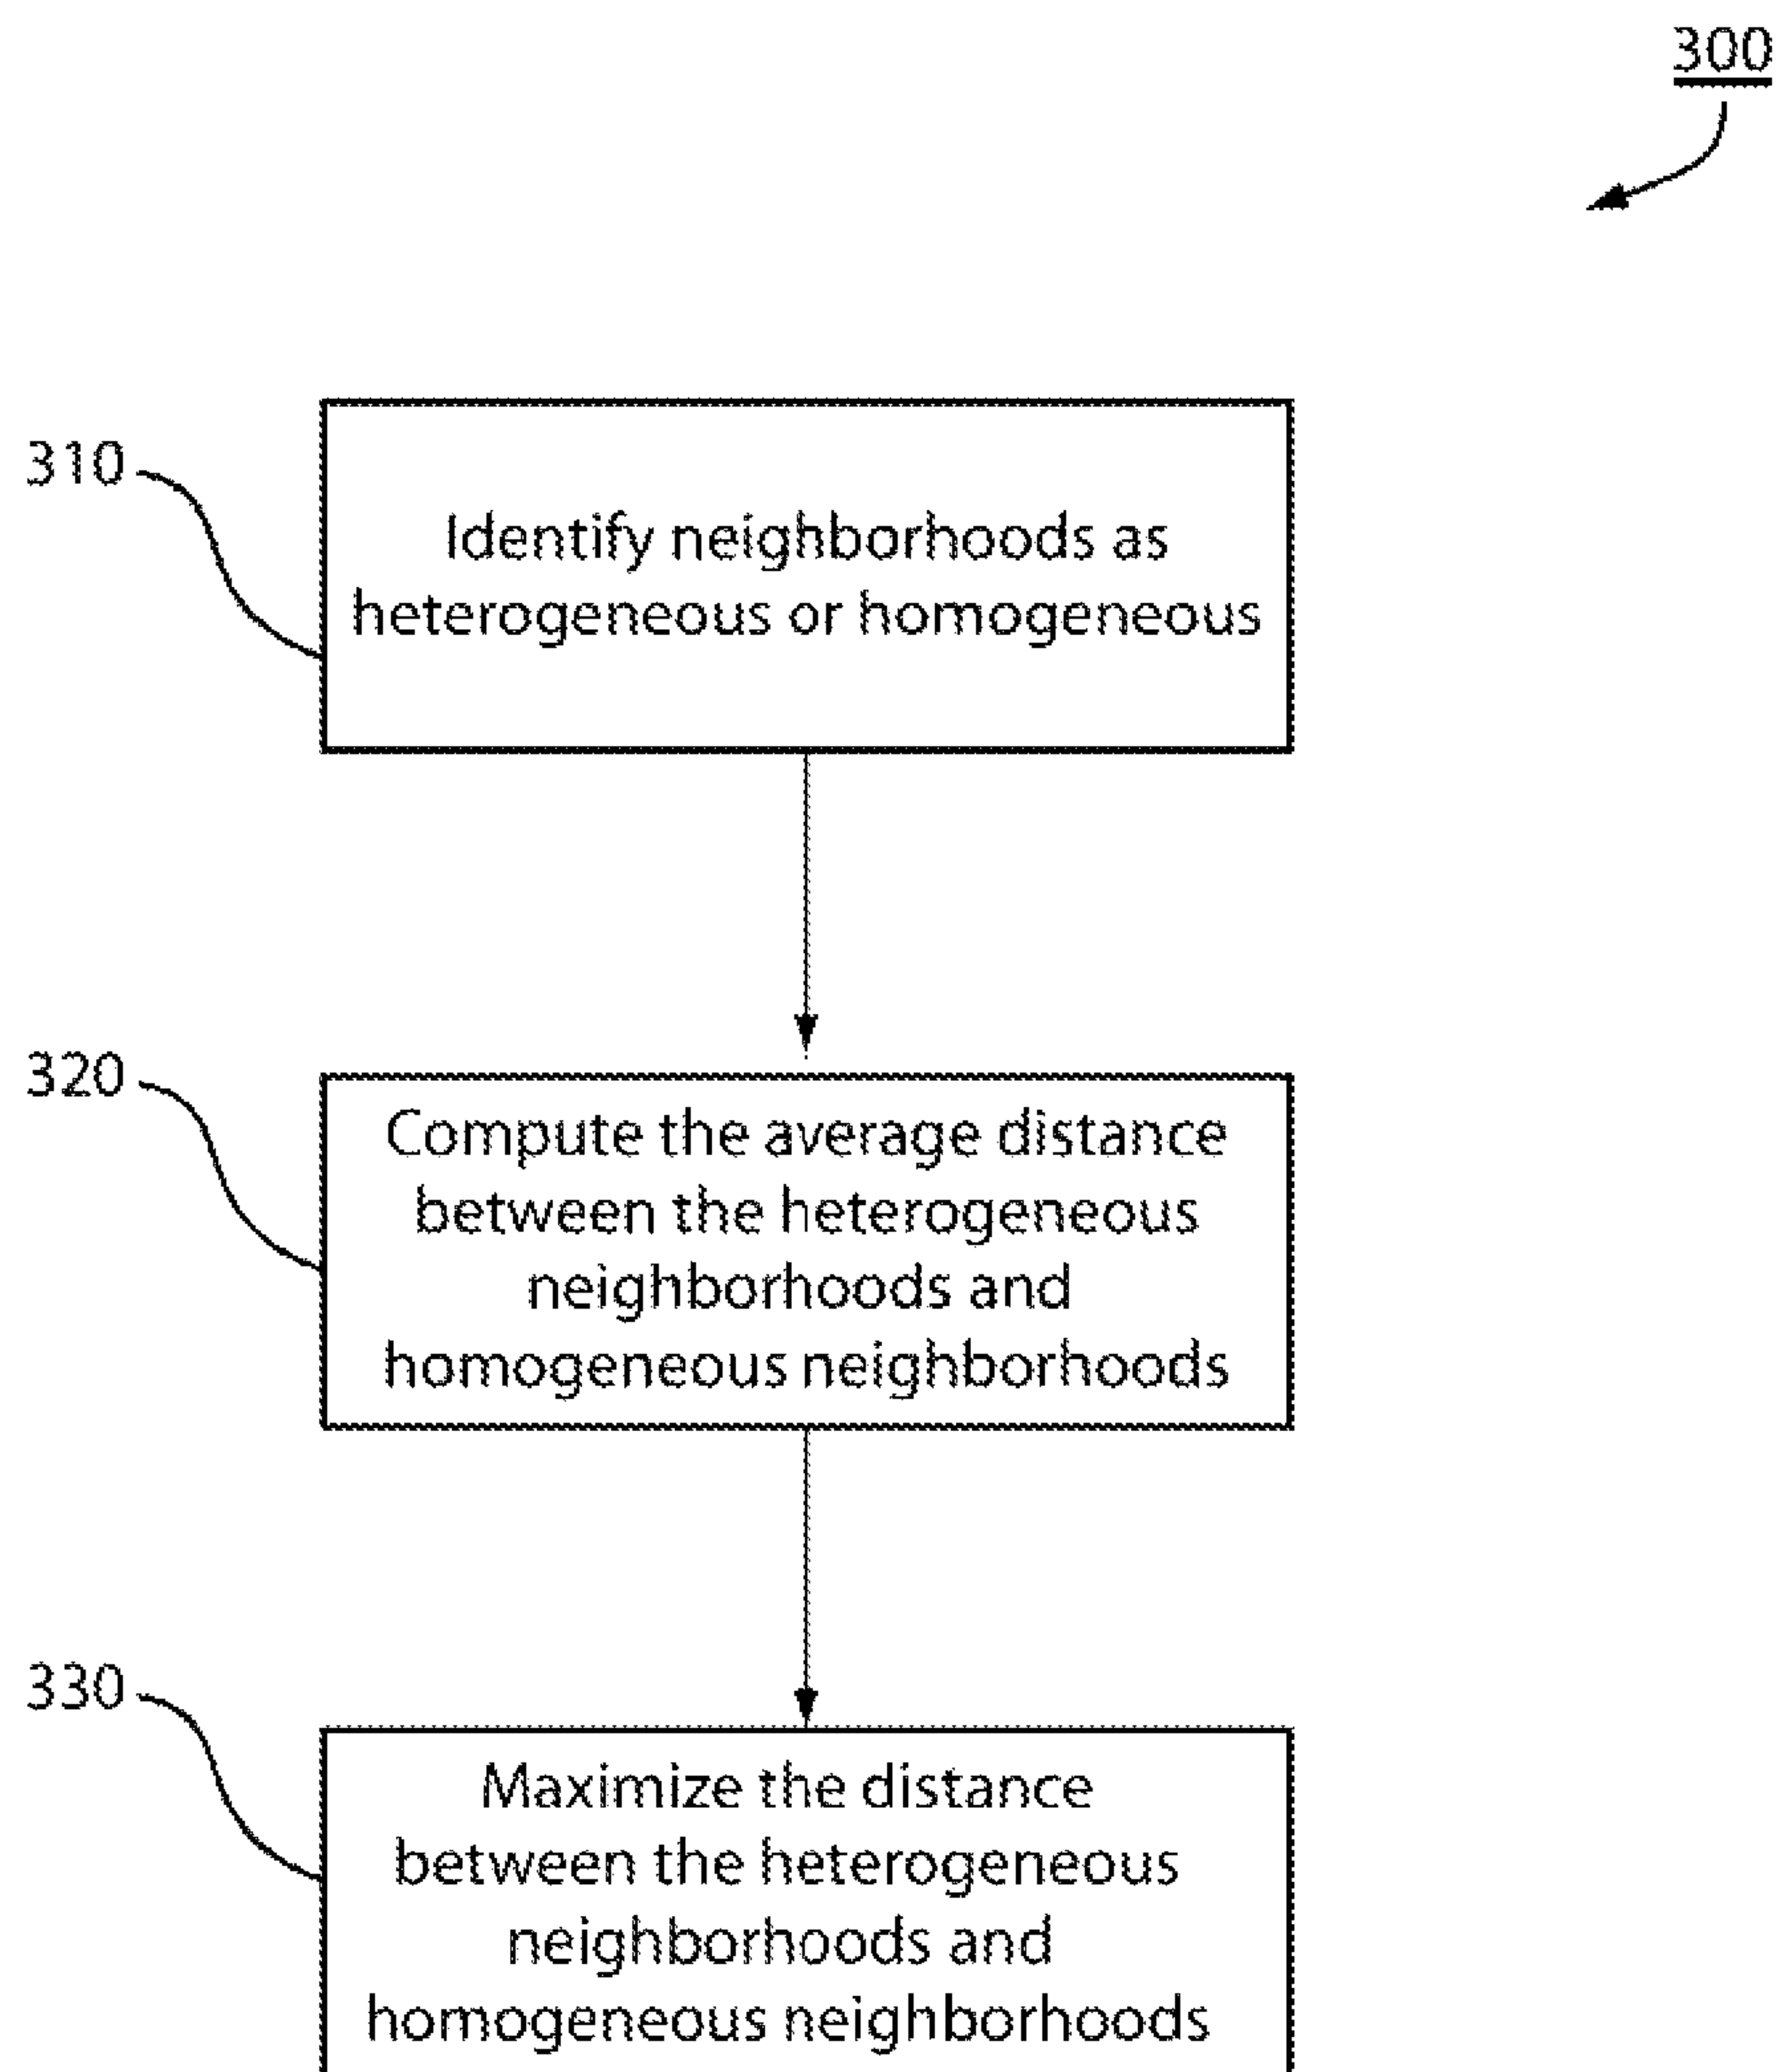 300
310
Identify neighborhoods as
heterogeneous or homogeneous
320
Compute the average distance
between the heterogeneous
neighborhoods and
homogeneous neighborhoods
330
Maximize the distance
between the heterogeneous
neighborhoods and
homogeneous neighborhoods